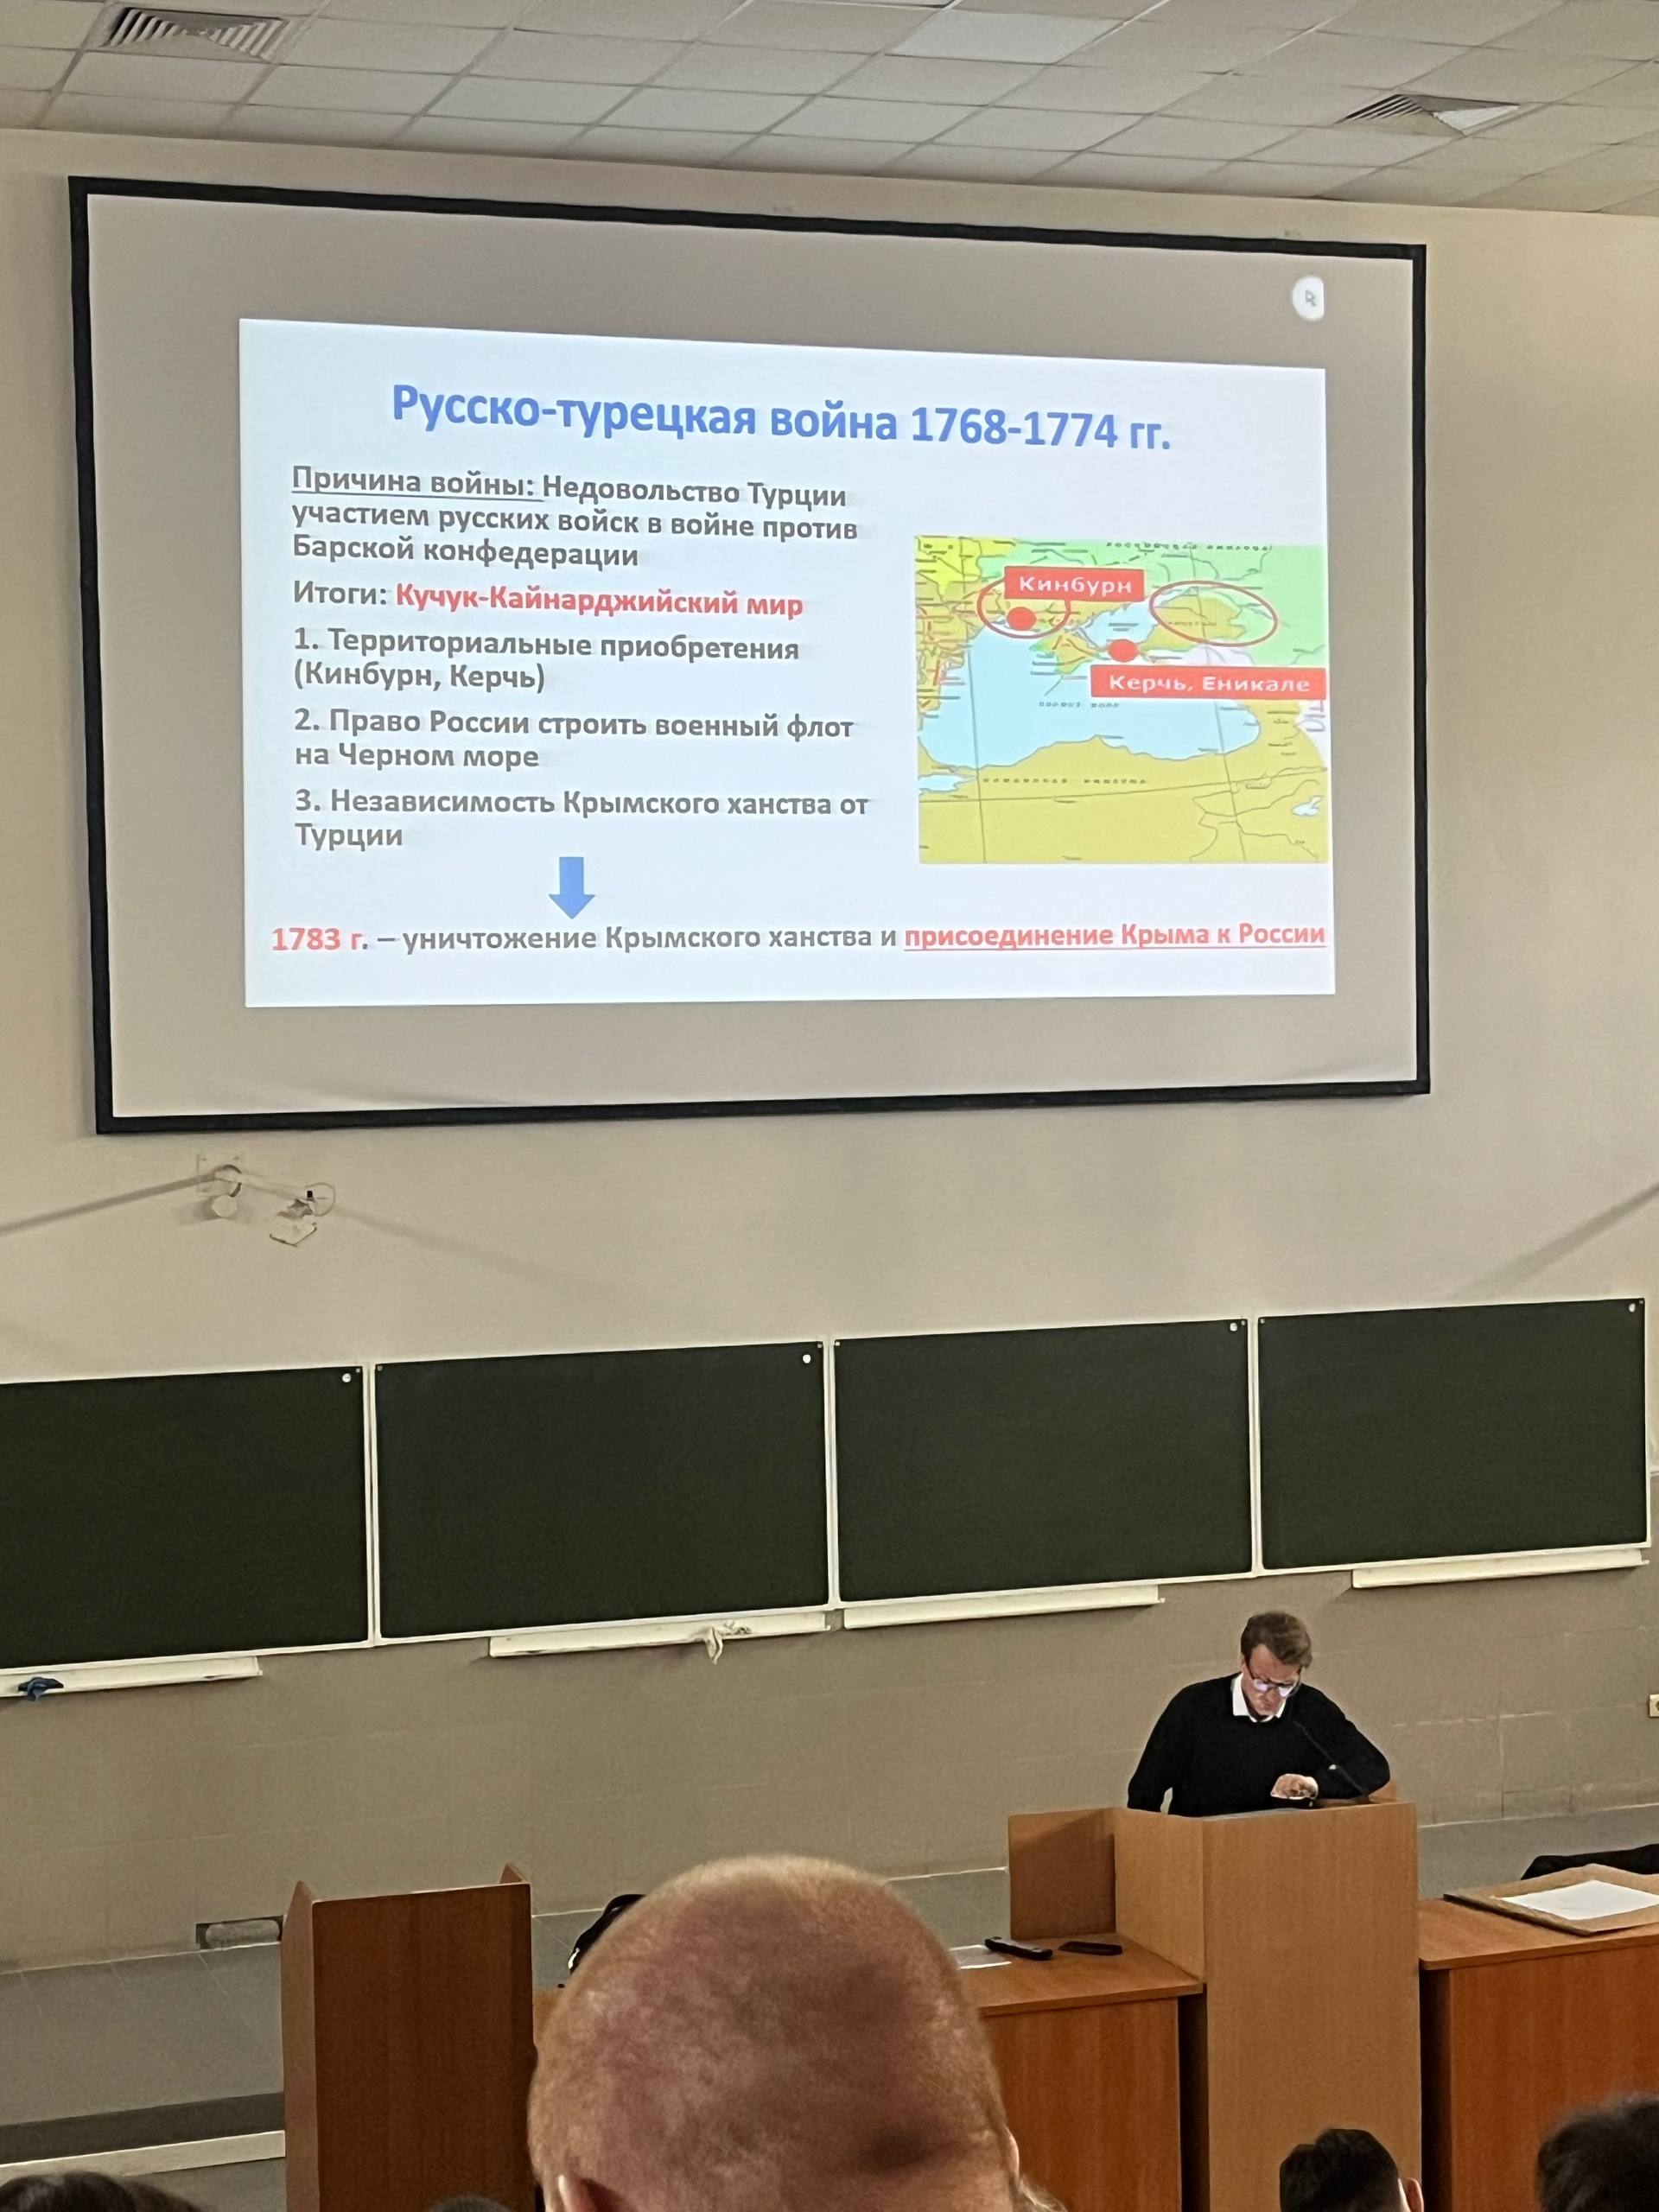 Русско-турецкая война 1768-1774 гг.
Причина войны: Недовольство Турции
участием русских войск в войне против
Барской конфедерации
Итоги: Кучук-Кайнарджийский мир
1. Территориальные приобретения
(Кинбурн, Керчь)
2. Право России строить военный флот
на Черном море
3. Независимость Крымского ханства от
Турции
1783 г. – уничтожение Крымского ханства и присоединение Крыма к России
Кинбурн
Керчь, Еникале